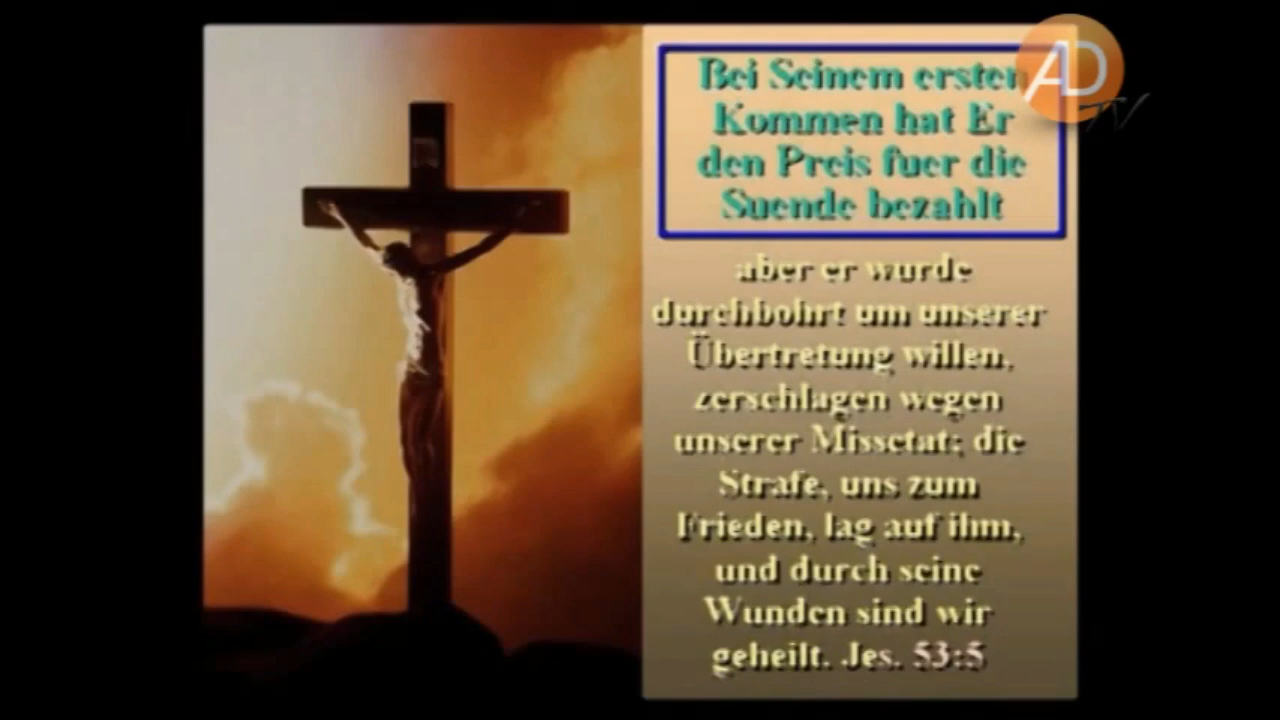 Bei Seinem ersten
Kommen hat Er
den Preis fuer die
Suende bezahlt
AD
TV
aber er wurde
durchbohrt um unserer
Übertretung willen,
zerschlagen wegen
unserer Missetat; die
Strafe, uns zum
Frieden, lag auf ihm,
und durch seine
Wunden sind wir
geheilt. Jes. 53:5